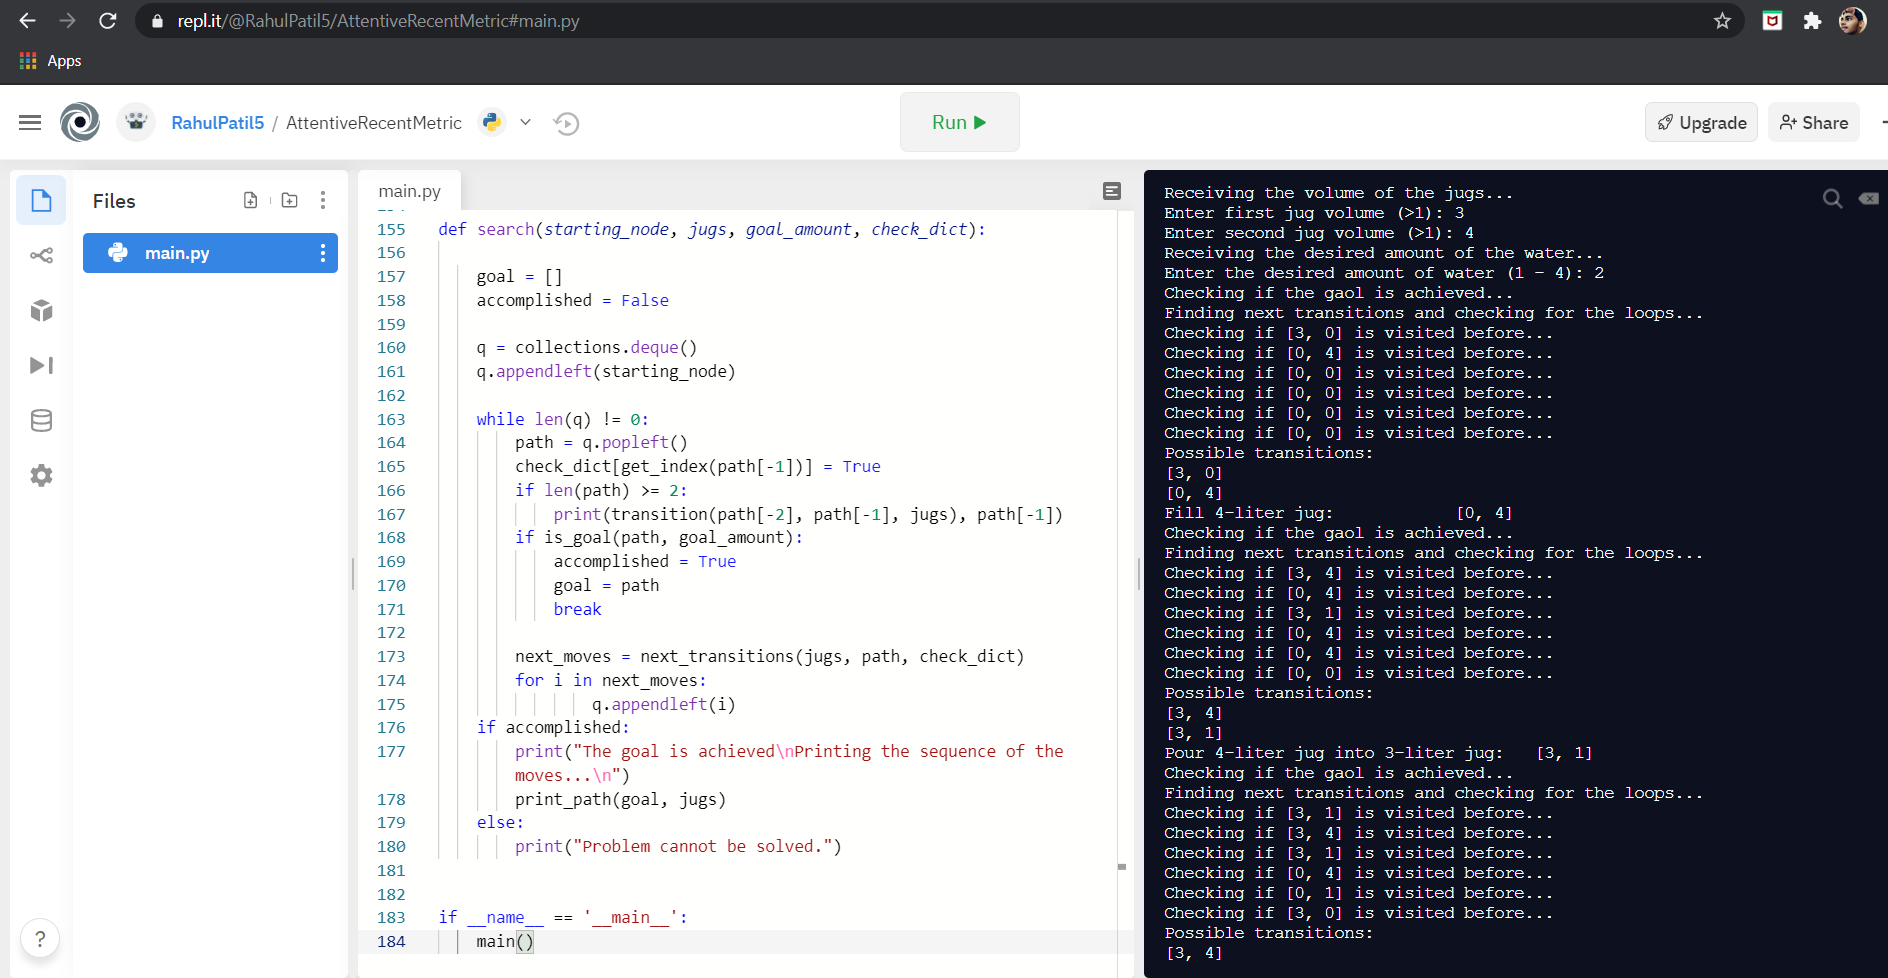 repl.it/@RahulPatil5/AttentiveRecentMetric#main.py
Apps
RahulPatil5 / AttentiveRecentMetric
Run
Upgrade
Share
Files
main.py
main.py
155 def search(starting_node, jugs, goal_amount, check_dict):
156
157 goal = []
158 accomplished = False
159
160 q = collections.deque()
161 q.appendleft(starting_node)
162
163 while len(q) != 0:
164 path = q.popleft()
165 check_dict[get_index(path[-1])] = True
166 if len(path) >= 2:
167 print(transition(path[-2], path[-1], jugs), path[-1])
168 if is_goal(path, goal_amount):
169 accomplished = True
170 goal = path
171 break
172
173 next_moves = next_transitions(jugs, path, check_dict)
174 for i in next_moves:
175 q.appendleft(i)
176 if accomplished:
177 print("The goal is achieved\nPrinting the sequence of the
moves...\n")
178 print_path(goal, jugs)
179 else:
180 print("Problem cannot be solved.")
181
182
183 if __name__ == '__main__':
184 main()
?
Receiving the volume of the jugs...
Enter first jug volume (>1): 3
Enter second jug volume (>1): 4
Receiving the desired amount of the water...
Enter the desired amount of water (1 - 4): 2
Checking if the gaol is achieved...
Finding next transitions and checking for the loops...
Checking if [3, 0] is visited before...
Checking if [0, 4] is visited before...
Checking if [0, 0] is visited before...
Checking if [0, 0] is visited before...
Checking if [0, 0] is visited before...
Checking if [0, 0] is visited before...
Possible transitions:
[3, 0]
[0, 4]
Fill 4-liter jug: [0, 4]
Checking if the gaol is achieved...
Finding next transitions and checking for the loops...
Checking if [3, 4] is visited before...
Checking if [0, 4] is visited before...
Checking if [3, 1] is visited before...
Checking if [0, 4] is visited before...
Checking if [0, 4] is visited before...
Checking if [0, 0] is visited before...
Possible transitions:
[3, 4]
[3, 1]
Pour 4-liter jug into 3-liter jug: [3, 1]
Checking if the gaol is achieved...
Finding next transitions and checking for the loops...
Checking if [3, 1] is visited before...
Checking if [3, 4] is visited before...
Checking if [3, 1] is visited before...
Checking if [0, 4] is visited before...
Checking if [0, 1] is visited before...
Checking if [3, 0] is visited before...
Possible transitions:
[3, 4]